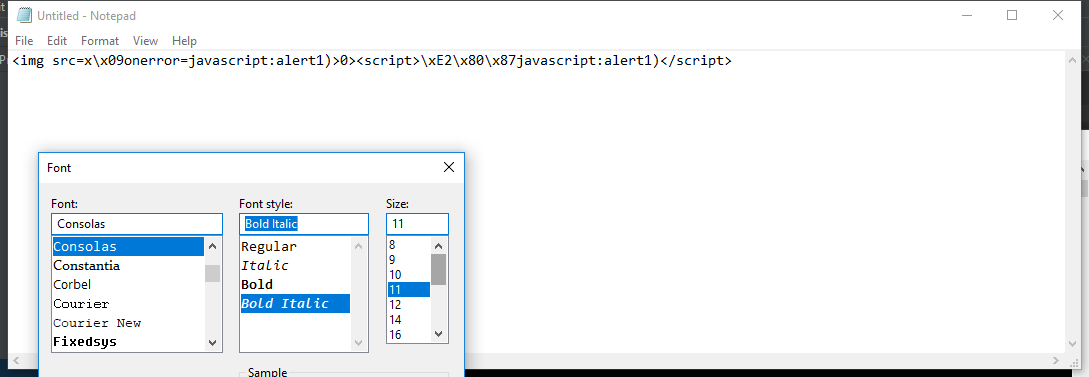 Untitled - Notepad
File Edit Format View Help
<img src=x\x09onerror=javascript:alert1)>0><script>\xE2\x80\x87javascript:alert1)</script>
Font
Font: Font style: Size:
Consolas Bold Italic 11
Consolas Regular 8
Constantia Italic 9
Corbel Bold 10
Courier Bold Italic 11
Courier New 12
Fixedsys 14
16
Sample